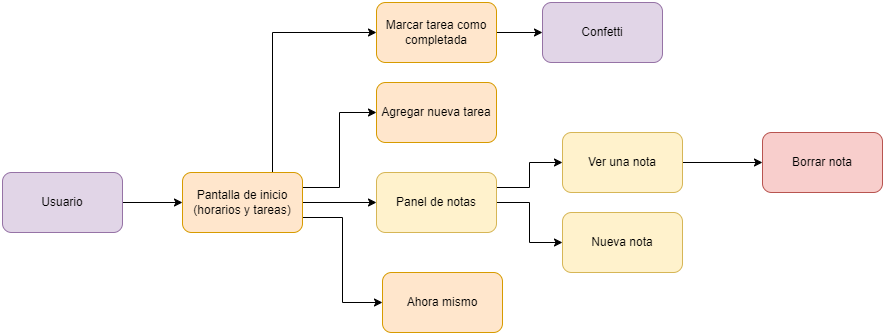 Marcar tarea como
completada
Confetti
Agregar nueva tarea
Ver una nota
Borrar nota
Usuario
Pantalla de inicio
(horarios y tareas)
Panel de notas
Nueva nota
Ahora mismo